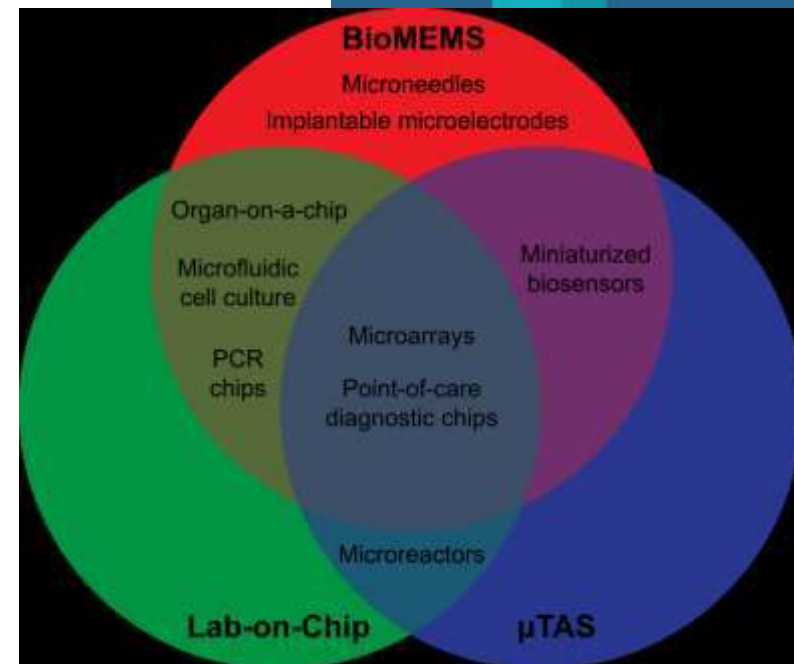 BioMEMS
Microneedles
Implantable microelectrodes
Organ-on-a-chip
Microfluidic
cell culture
PCR
chips
Miniaturized
biosensors
Microarrays
Point-of-care
diagnostic chips
Microreactors
Lab-on-Chip
µTAS